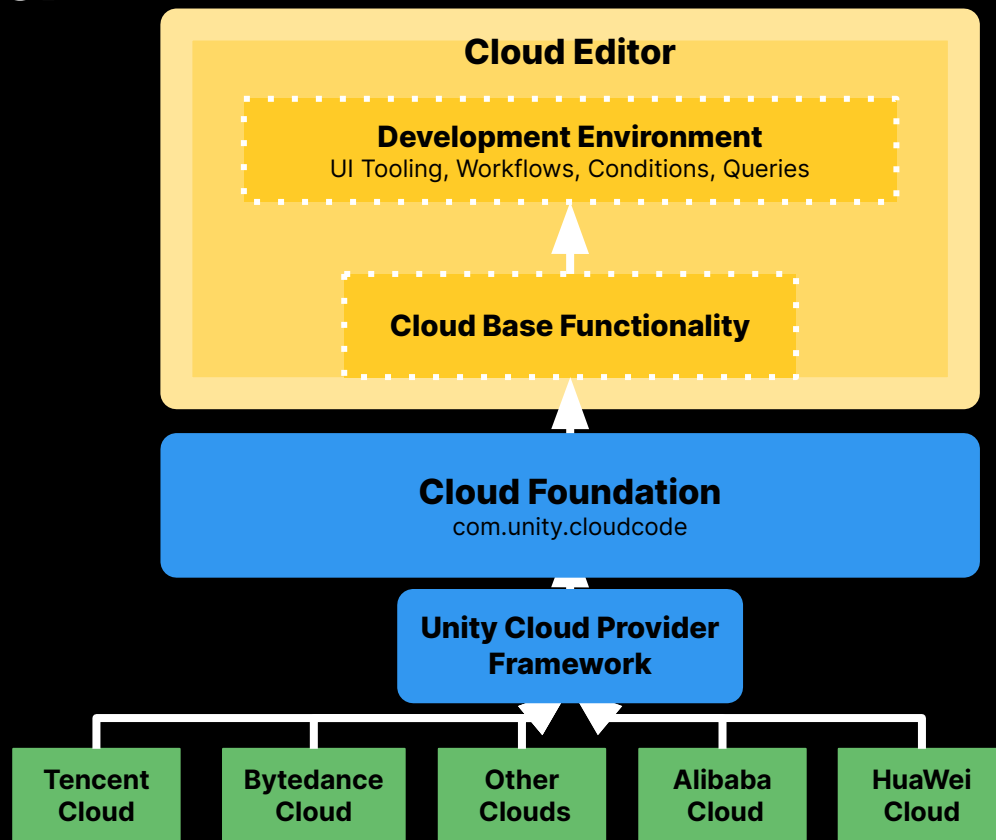 Cloud Editor
Development Environment
UI Tooling, Workflows, Conditions, Queries
Cloud Base Functionality
Cloud Foundation
com.unity.cloudcode
Unity Cloud Provider
Framework
Tencent
Cloud
Bytedance
Cloud
Other
Clouds
Alibaba
Cloud
HuaWei
Cloud